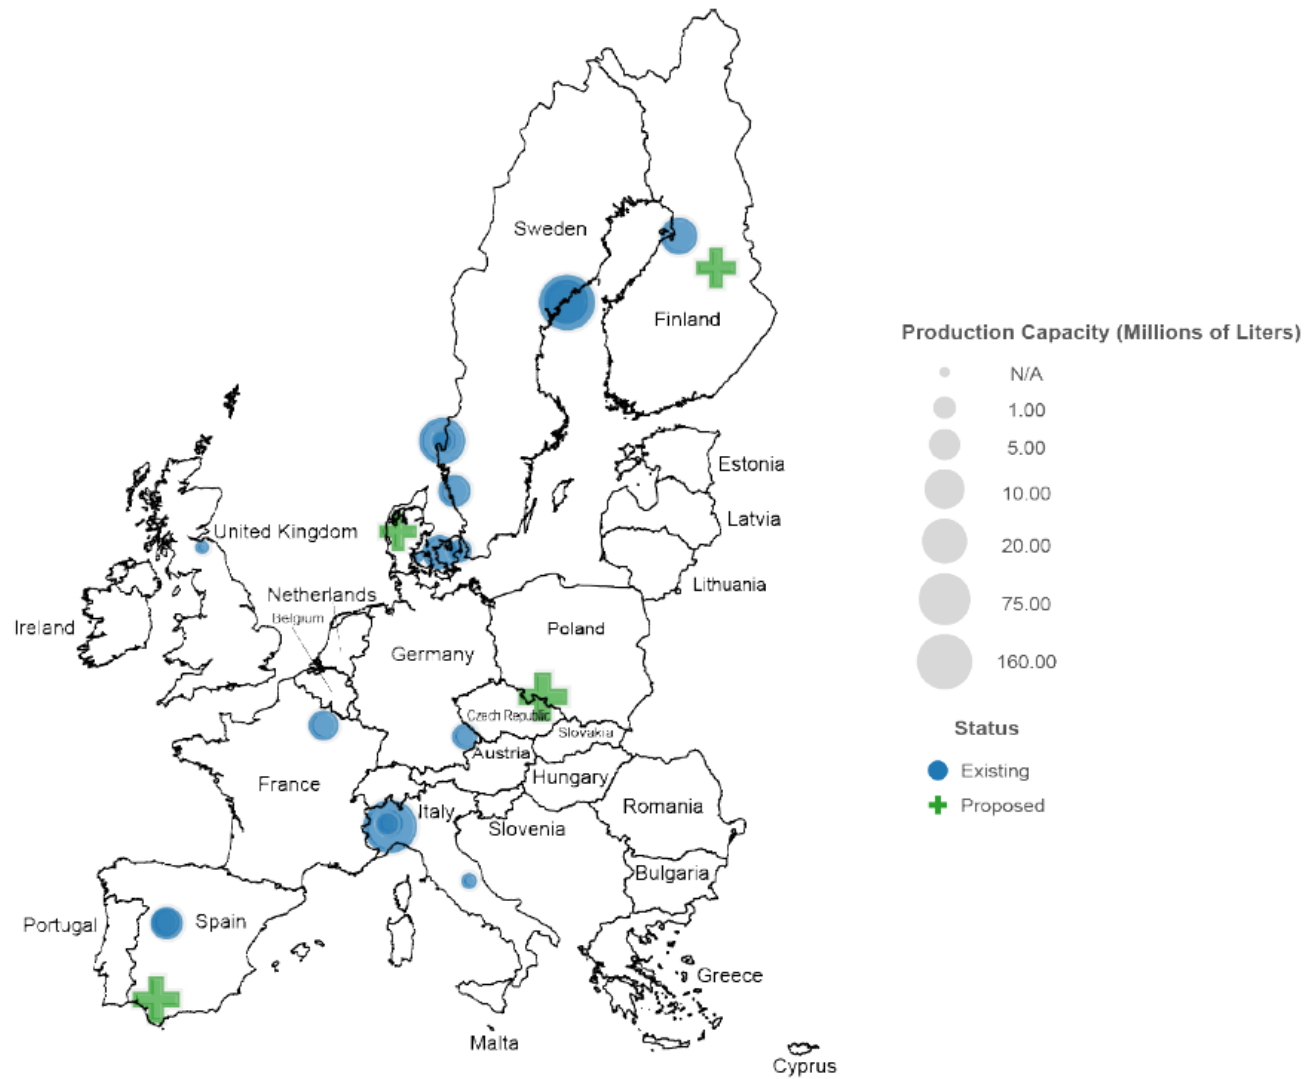 Sweden
Finland
Estonia
Latvia
Lithuania
United Kingdom
Netherlands
Belgium
Ireland
Germany
Poland
Czech Republic
Slovakia
Austria
France
Hungary
Italy
Romania
Slovenia
Bulgaria
Portugal
Spain
Greece
Malta
Cyprus
Production Capacity (Millions of Liters)
N/A
1.00
5.00
10.00
20.00
75.00
160.00
Status
Existing
Proposed